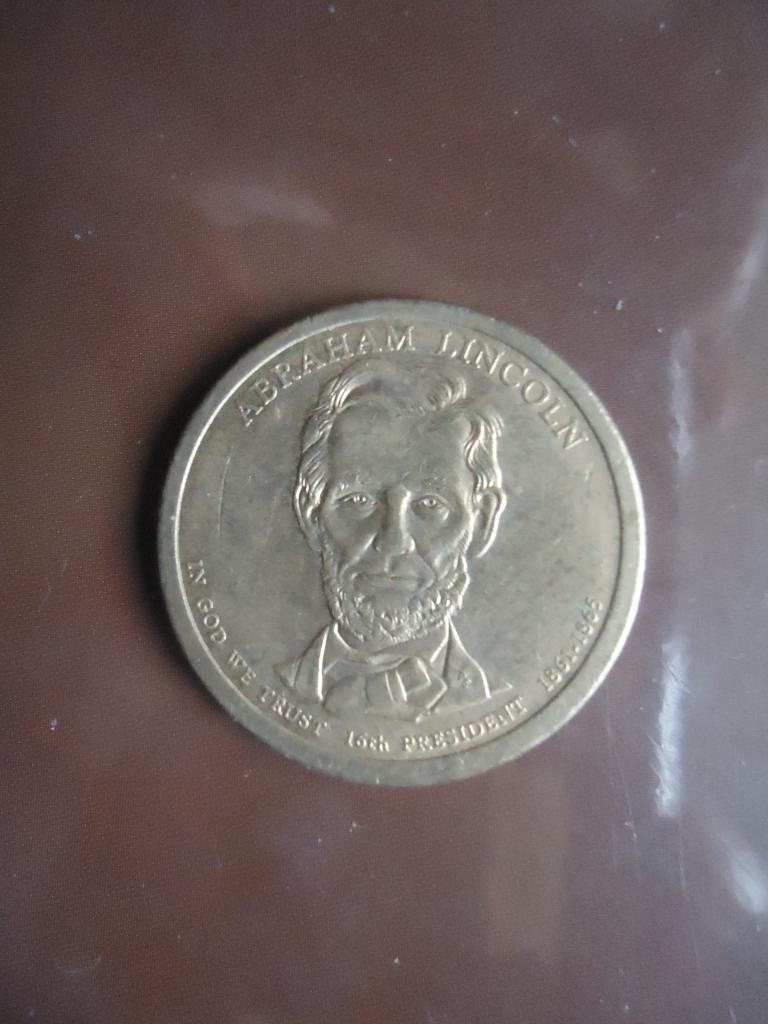 ABRAHAM LINCOLN
IN GOD WE TRUST
16th PRESIDENT
1861-1865